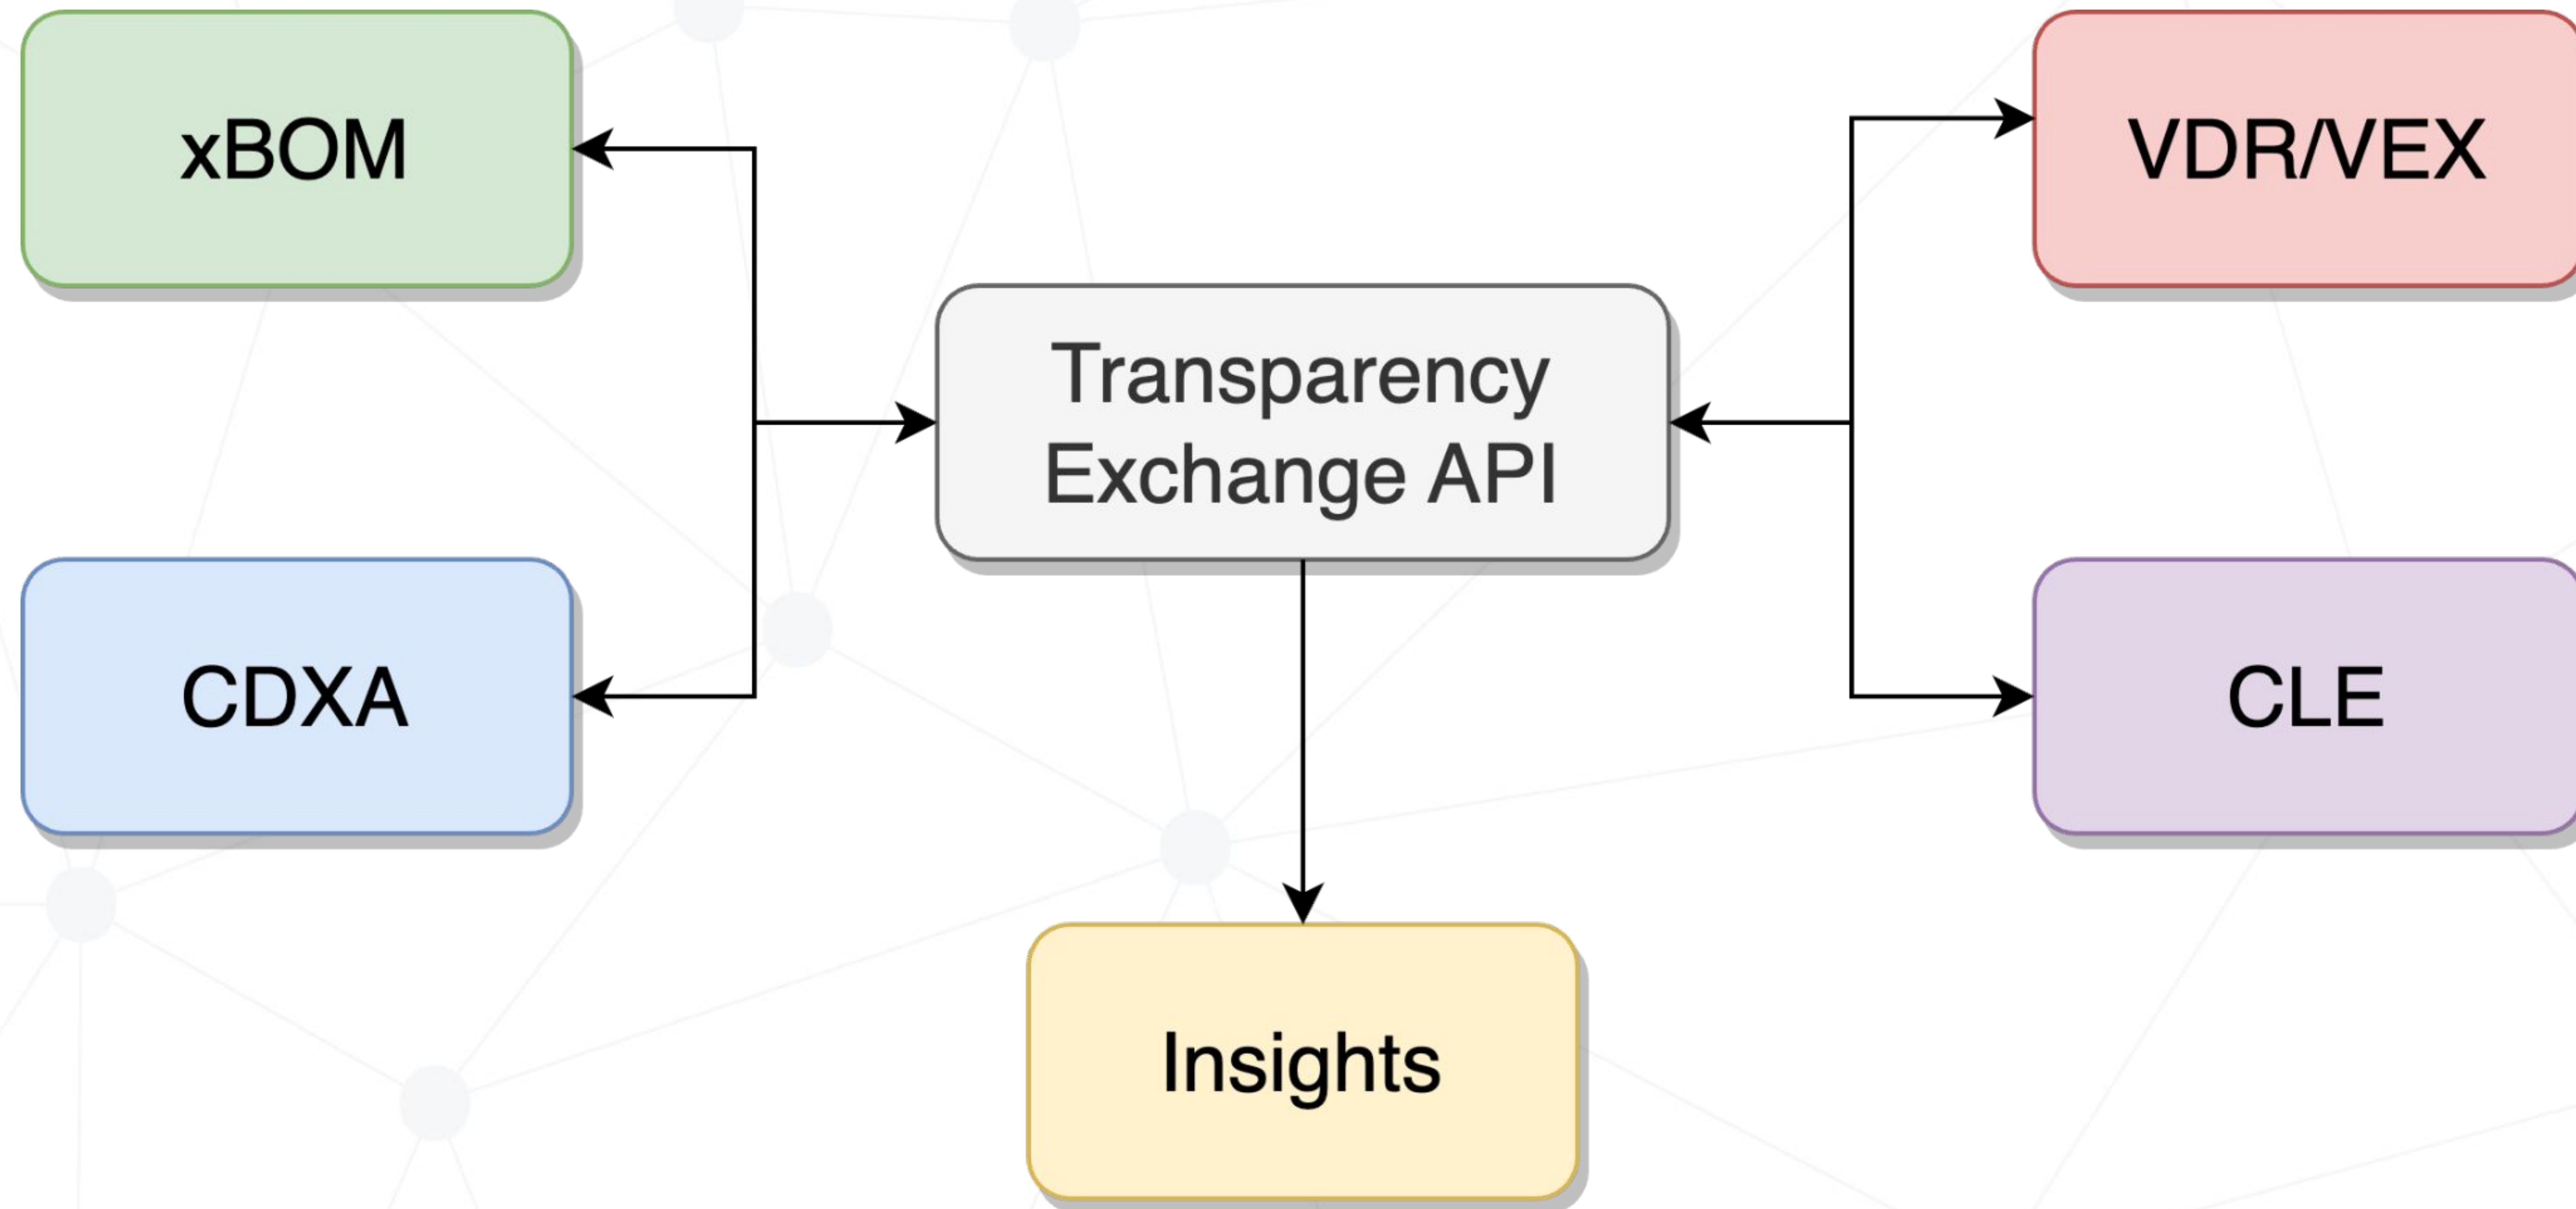 xBOM
VDR/VEX
Transparency
Exchange API
CDXA
CLE
Insights